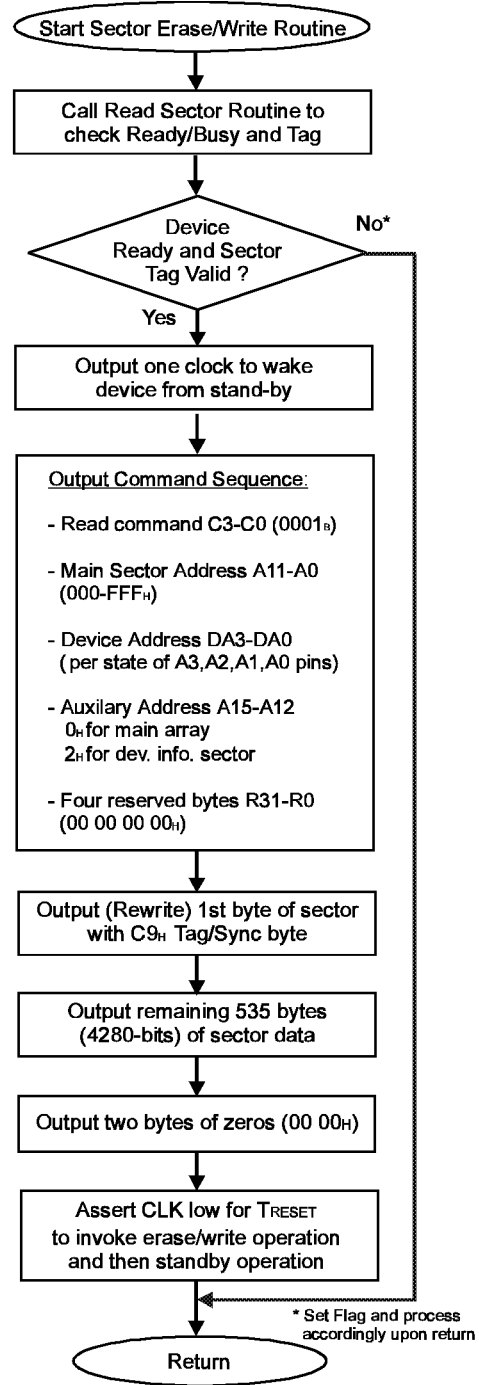 Start Sector Erase/Write Routine
Call Read Sector Routine to
check Ready/Busy and Tag
Device
Ready and Sector
Tag Valid ?
No*
Yes
Output one clock to wake
device from stand-by
Output Command Sequence:
- Read command C3-C0 (0001B)
- Main Sector Address A11-A0
(000-FFFH)
- Device Address DA3-DA0
(per state of A3,A2,A1,A0 pins)
- Auxilary Address A15-A12
0H for main array
2H for dev. info. sector
- Four reserved bytes R31-R0
(00 00 00 00H)
Output (Rewrite) 1st byte of sector
with C9H Tag/Sync byte
Output remaining 535 bytes
(4280-bits) of sector data
Output two bytes of zeros (00 00H)
Assert CLK low for TRESET
to invoke erase/write operation
and then standby operation
* Set Flag and process
accordingly upon return
Return